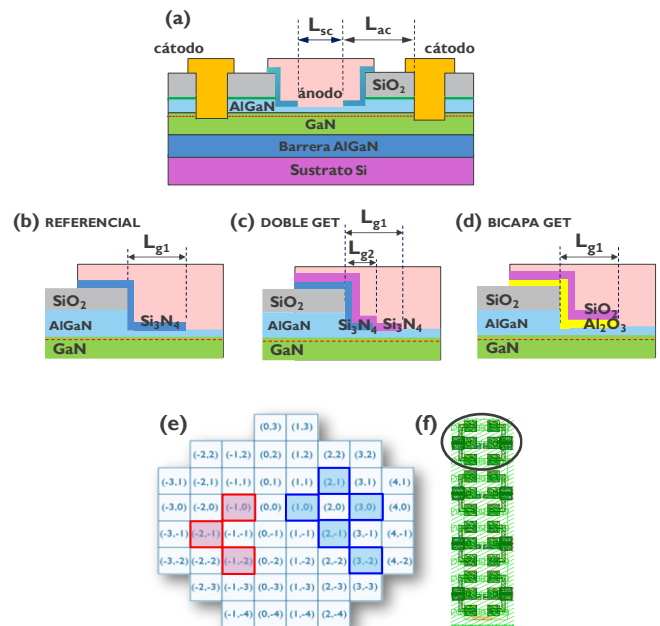 (a)
L_sc L_ac
cátodo cátodo
ánodo
SiO₂
AlGaN
GaN
Barrera AlGaN
Sustrato Si
(b) REFERENCIAL
L_g1
SiO₂
Si₃N₄
AlGaN
GaN
(c) DOBLE GET
L_g1
L_g2
SiO₂
Si₃N₄ Si₃N₄
AlGaN
GaN
(d) BICAPA GET
L_g1
SiO₂
SiO₂
Al₂O₃
AlGaN
GaN
(e)
(0,3) (1,3)
(-2,2) (-1,2) (0,2) (1,2) (2,2) (3,2)
(-3,1) (-2,1) (-1,1) (0,1) (1,1) (2,1) (3,1) (4,1)
(-3,0) (-2,0) (-1,0) (0,0) (1,0) (2,0) (3,0) (4,0)
(-3,-1) (-2,-1) (-1,-1) (0,-1) (1,-1) (2,-1) (3,-1) (4,-1)
(-3,-2) (-2,-2) (-1,-2) (0,-2) (1,-2) (2,-2) (3,-2) (4,-2)
(-2,-3) (-1,-3) (0,-3) (1,-3) (2,-3) (3,-3)
(-1,-4) (0,-4) (1,-4) (2,-4)
(f)